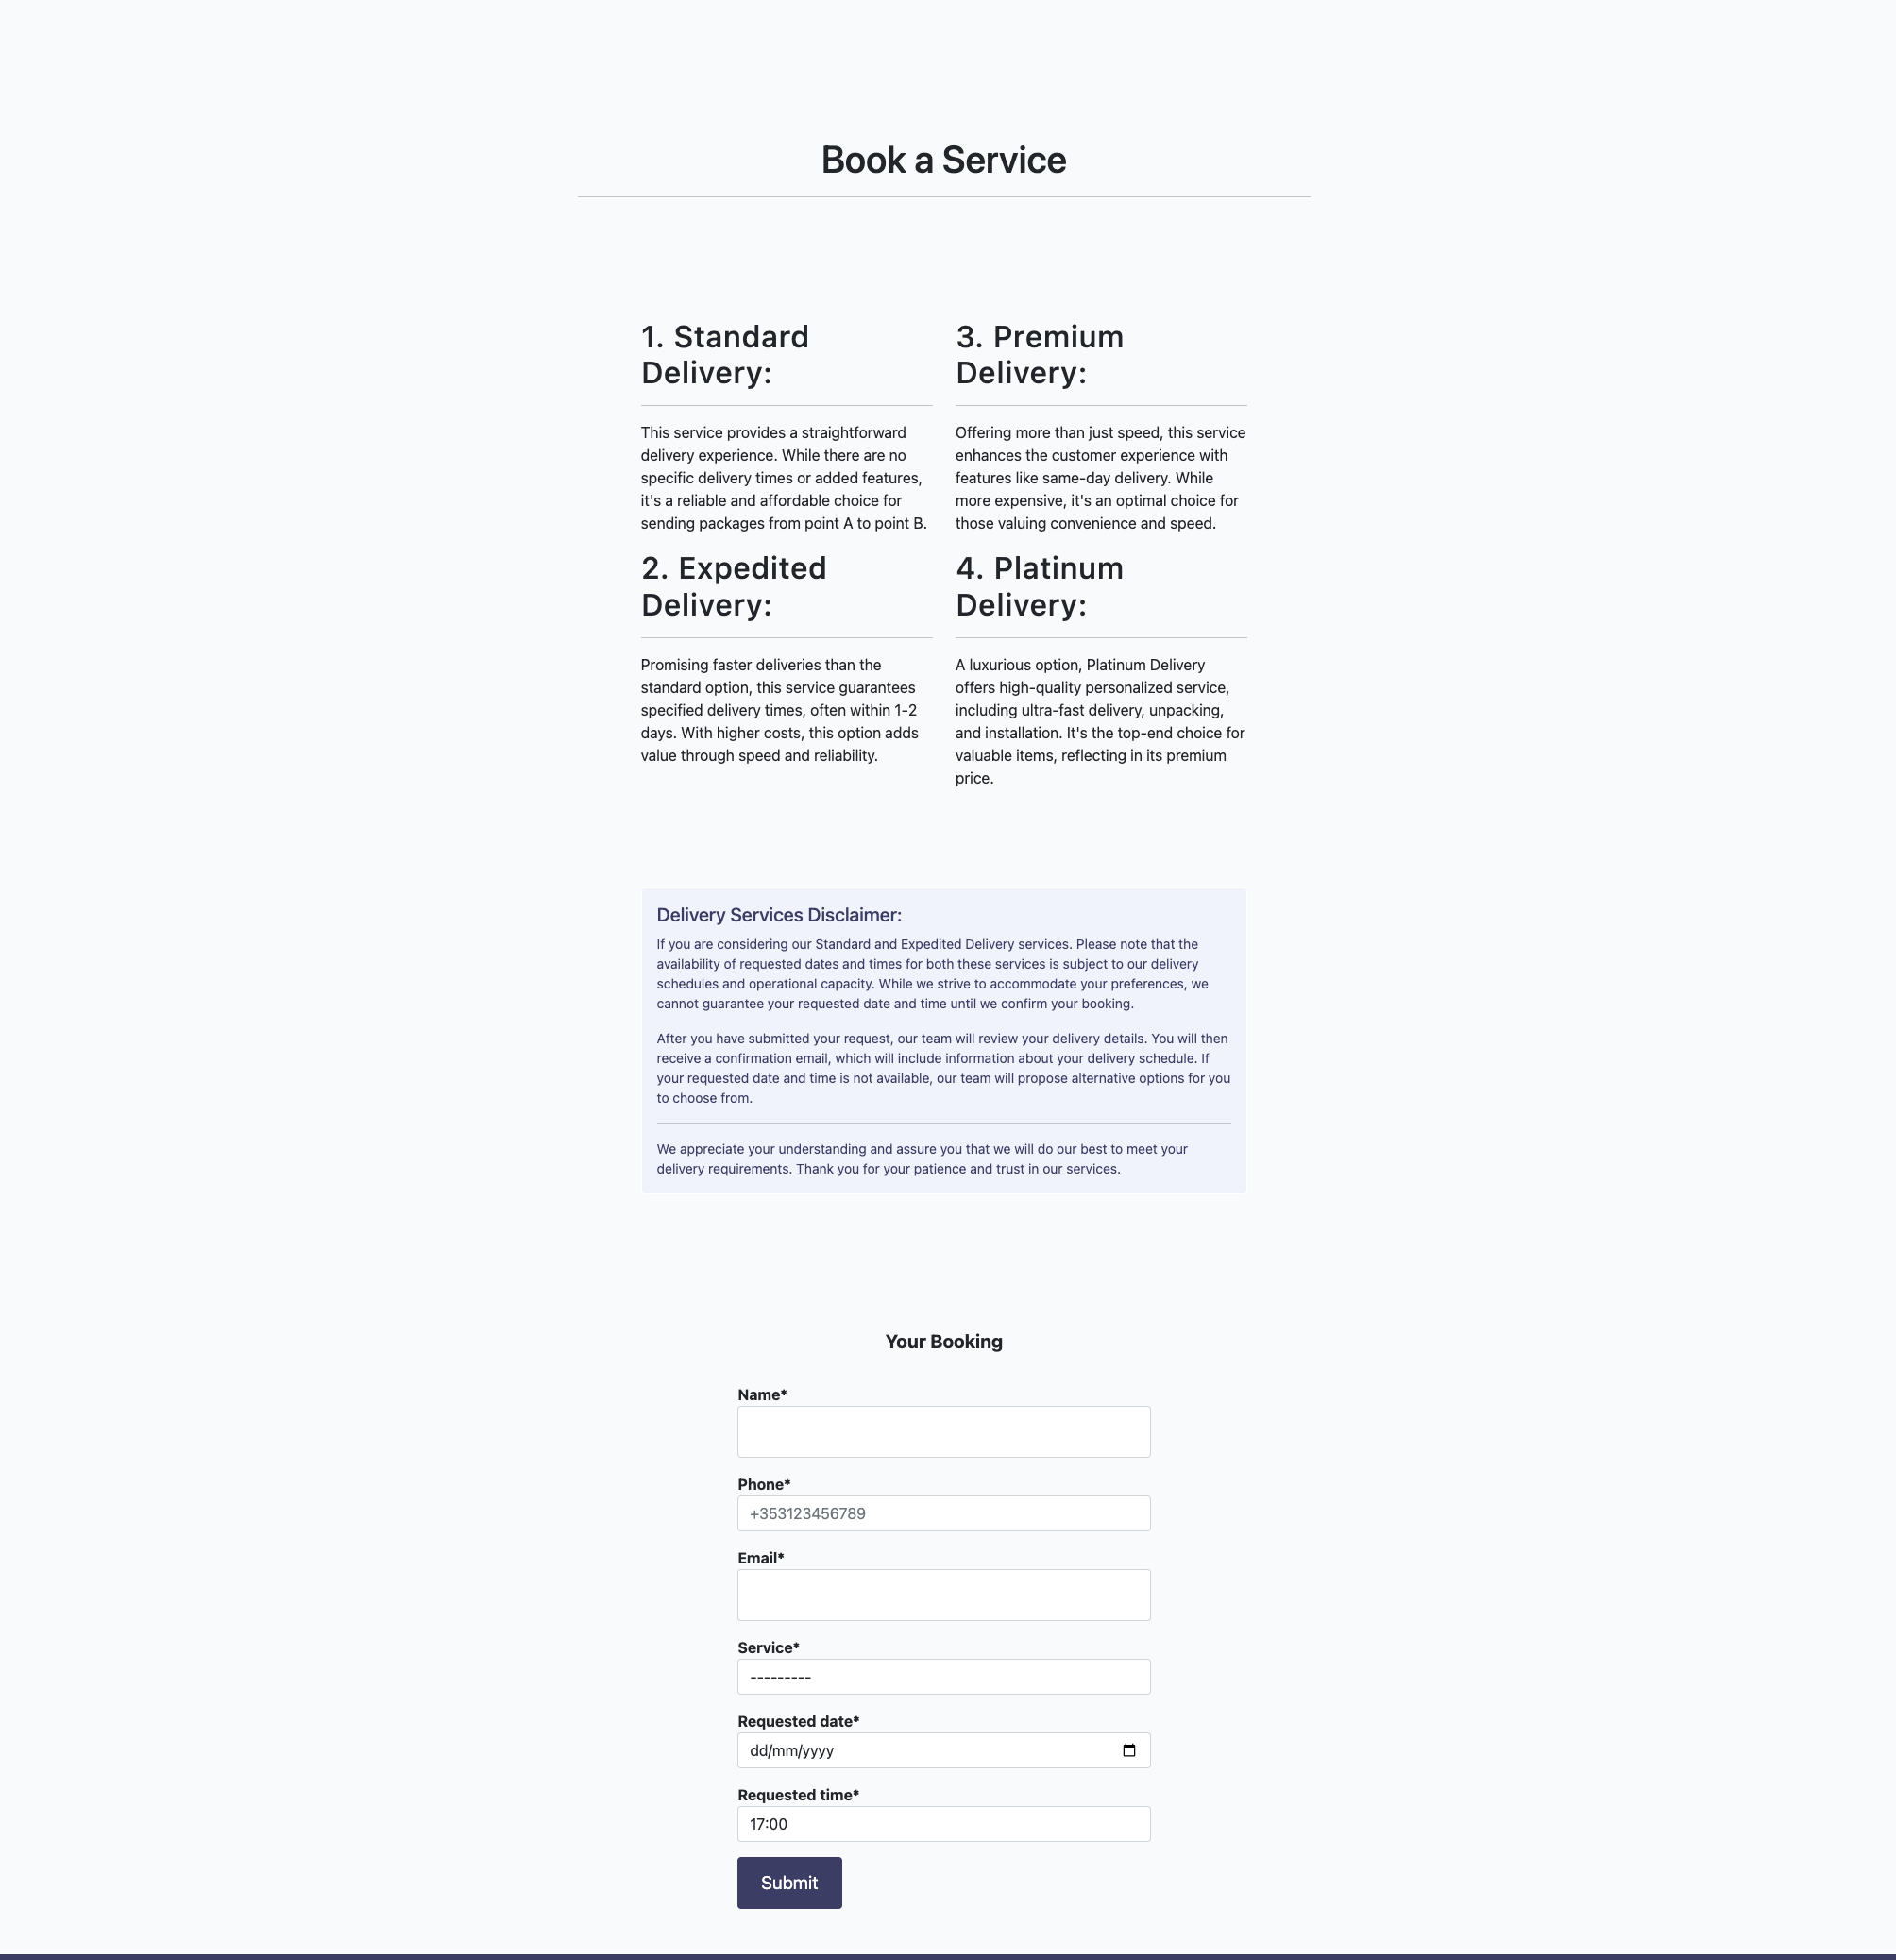 Book a Service
1. Standard
Delivery:
This service provides a straightforward
delivery experience. While there are no
specific delivery times or added features,
it's a reliable and affordable choice for
sending packages from point A to point B.
2. Expedited
Delivery:
Promising faster deliveries than the
standard option, this service guarantees
specified delivery times, often within 1-2
days. With higher costs, this option adds
value through speed and reliability.
3. Premium
Delivery:
Offering more than just speed, this service
enhances the customer experience with
features like same-day delivery. While
more expensive, it's an optimal choice for
those valuing convenience and speed.
4. Platinum
Delivery:
A luxurious option, Platinum Delivery
offers high-quality personalized service,
including ultra-fast delivery, unpacking,
and installation. It's the top-end choice for
valuable items, reflecting in its premium
price.
Delivery Services Disclaimer:
If you are considering our Standard and Expedited Delivery services. Please note that the
availability of requested dates and times for both these services is subject to our delivery
schedules and operational capacity. While we strive to accommodate your preferences, we
cannot guarantee your requested date and time until we confirm your booking.
After you have submitted your request, our team will review your delivery details. You will then
receive a confirmation email, which will include information about your delivery schedule. If
your requested date and time is not available, our team will propose alternative options for you
to choose from.
We appreciate your understanding and assure you that we will do our best to meet your
delivery requirements. Thank you for your patience and trust in our services.
Your Booking
Name*
Phone*
+353123456789
Email*
Service*
---------
Requested date*
dd/mm/yyyy
Requested time*
17:00
Submit